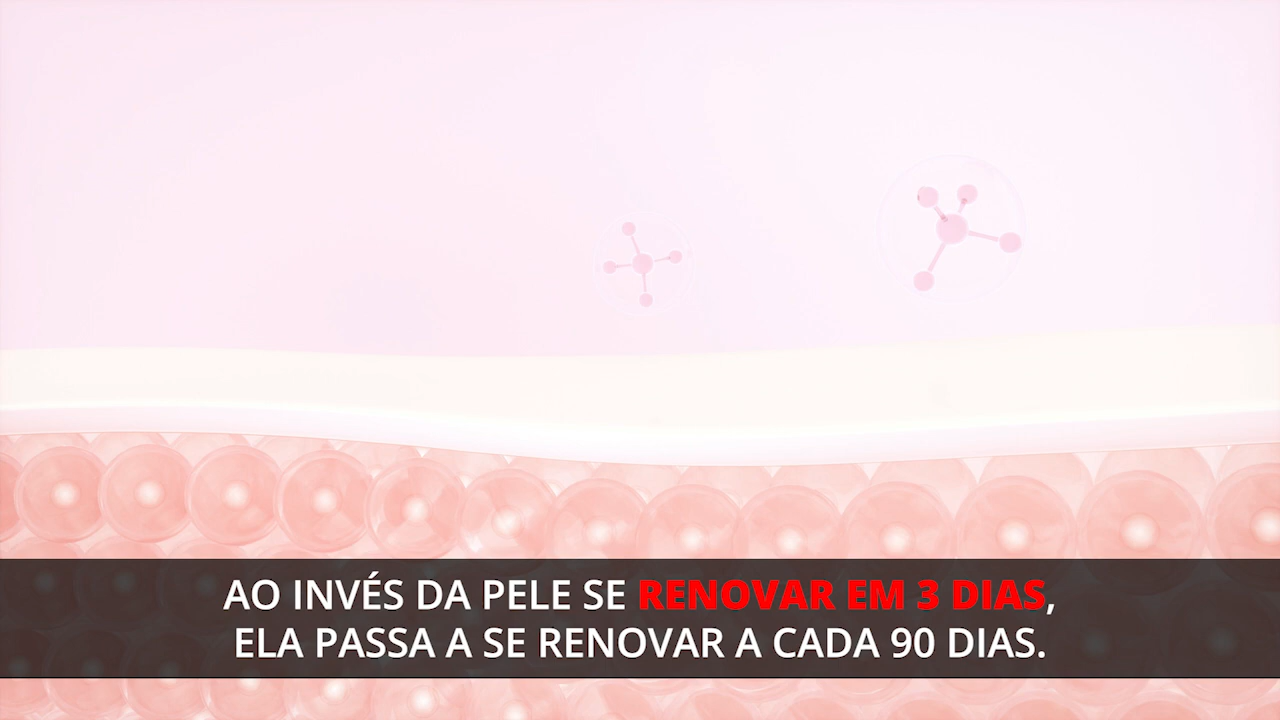 AO INVÉS DA PELE SE RENOVAR EM 3 DIAS,
ELA PASSA A SE RENOVAR A CADA 90 DIAS.